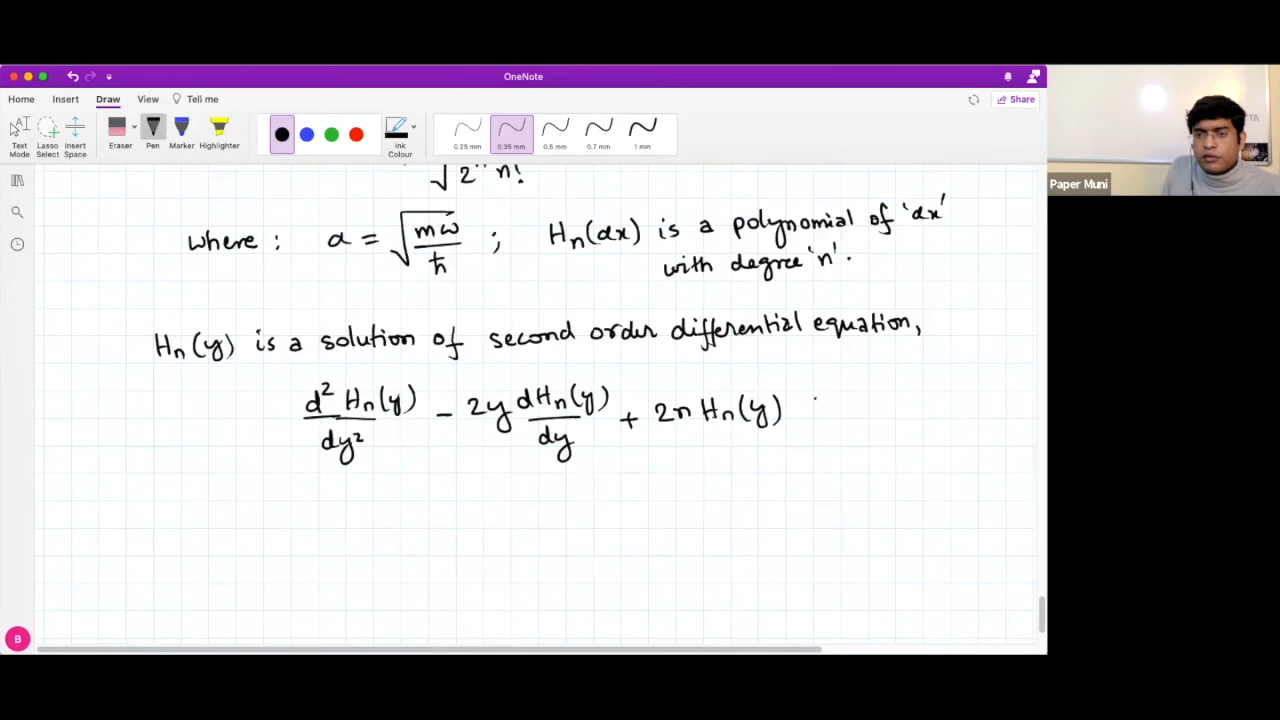 OneNote
Home Insert Draw View Tell me Share
Text Mode Lasso Select Insert Space Eraser Pen Marker Highlighter Ink Colour 0.25 mm 0.35 mm 0.5 mm 0.7 mm 1 mm
√2ⁿ n!
where : α = √(mω/ħ) ; Hₙ(αx) is a polynomial of 'αx'
with degree 'n'.
Hₙ(y) is a solution of second order differential equation,
d² Hₙ(y)/dy² - 2y dHₙ(y)/dy + 2n Hₙ(y)
Paper Muni
B